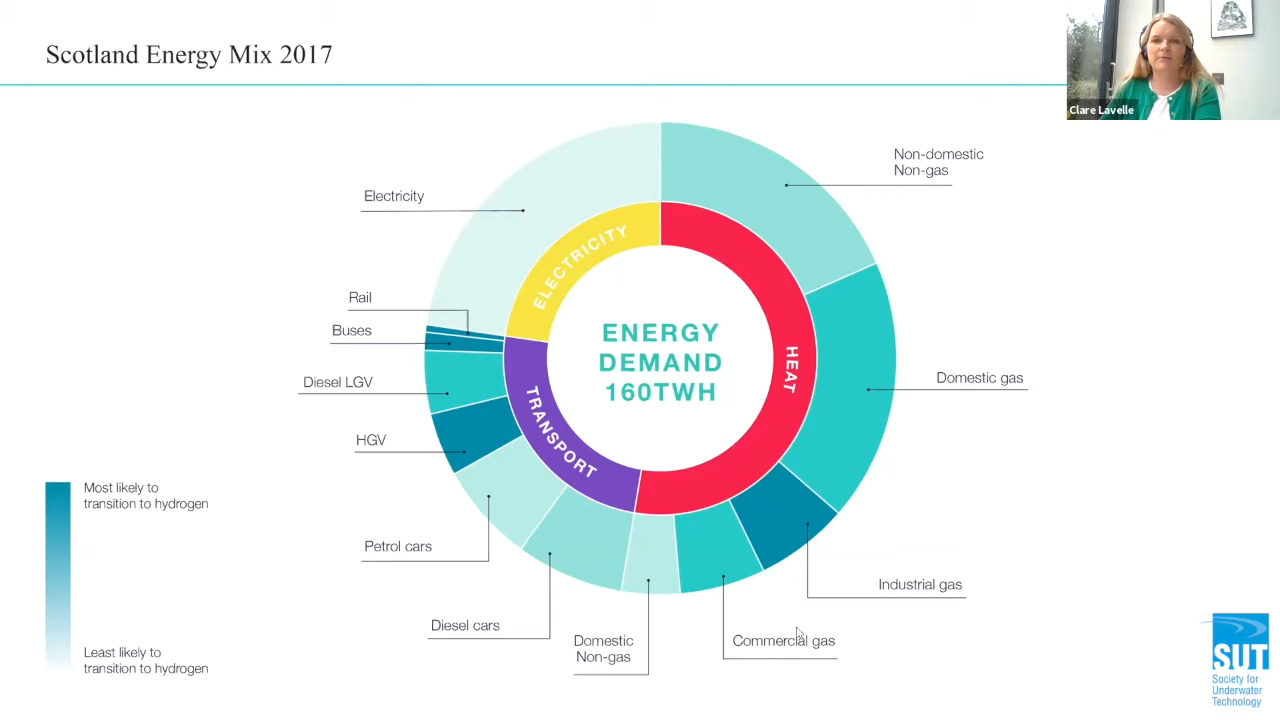 Scotland Energy Mix 2017
Clare Lavelle
Non-domestic
Non-gas
Electricity
ELECTRICITY
Rail
Buses
ENERGY
DEMAND
160TWH
HEAT
Domestic gas
Diesel LGV
TRANSPORT
HGV
Most likely to
transition to hydrogen
Petrol cars
Industrial gas
Diesel cars
Domestic
Non-gas
Commercial gas
Least likely to
transition to hydrogen
SUT
Society for
Underwater
Technology